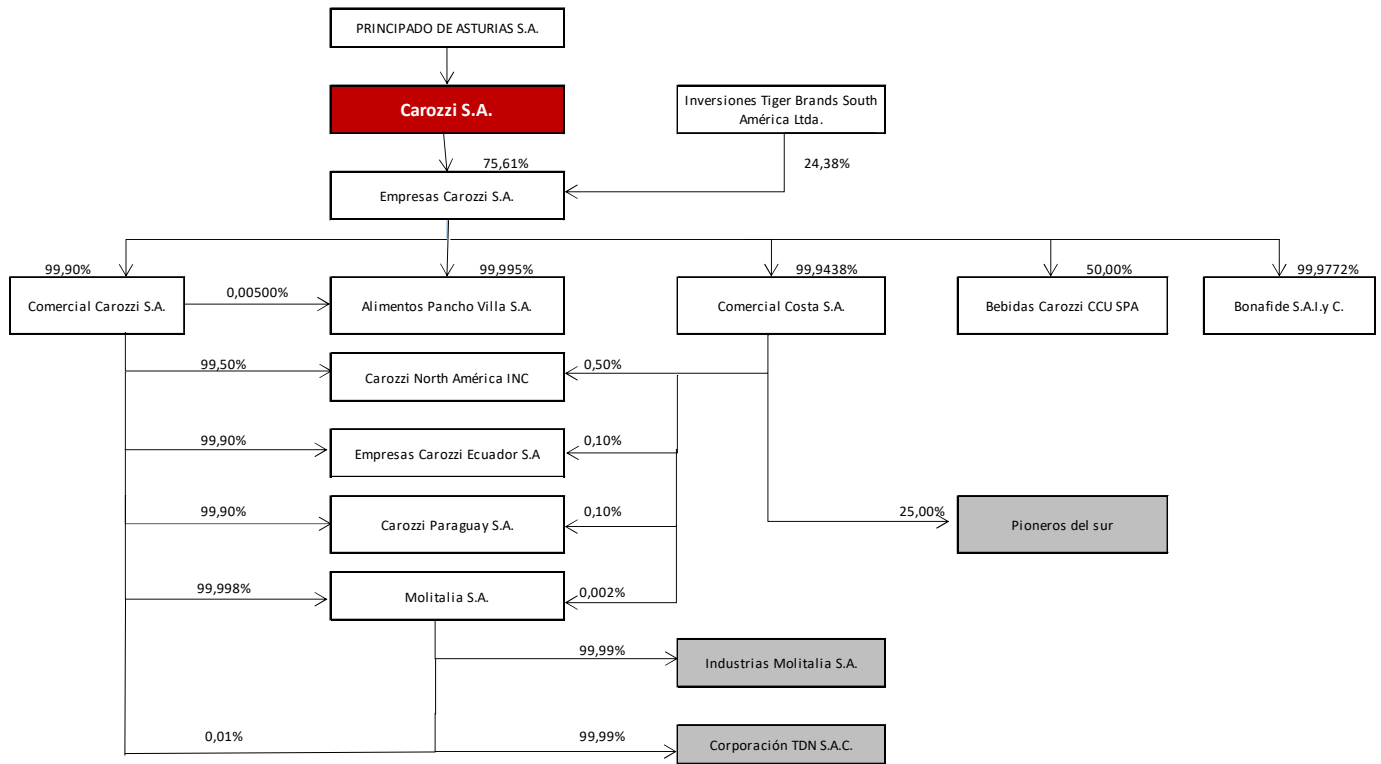 PRINCIPADO DE ASTURIAS S.A.
Carozzi S.A.
Inversiones Tiger Brands South
América Ltda.
75,61%
24,38%
Empresas Carozzi S.A.
99,90%
99,995%
99,9438%
50,00%
99,9772%
Comercial Carozzi S.A.
0,00500%
Alimentos Pancho Villa S.A.
Comercial Costa S.A.
Bebidas Carozzi CCU SPA
Bonafide S.A.I.y C.
99,50%
Carozzi North América INC
0,50%
99,90%
Empresas Carozzi Ecuador S.A
0,10%
99,90%
Carozzi Paraguay S.A.
0,10%
25,00%
Pioneros del sur
99,998%
Molitalia S.A.
0,002%
99,99%
Industrias Molitalia S.A.
0,01%
99,99%
Corporación TDN S.A.C.